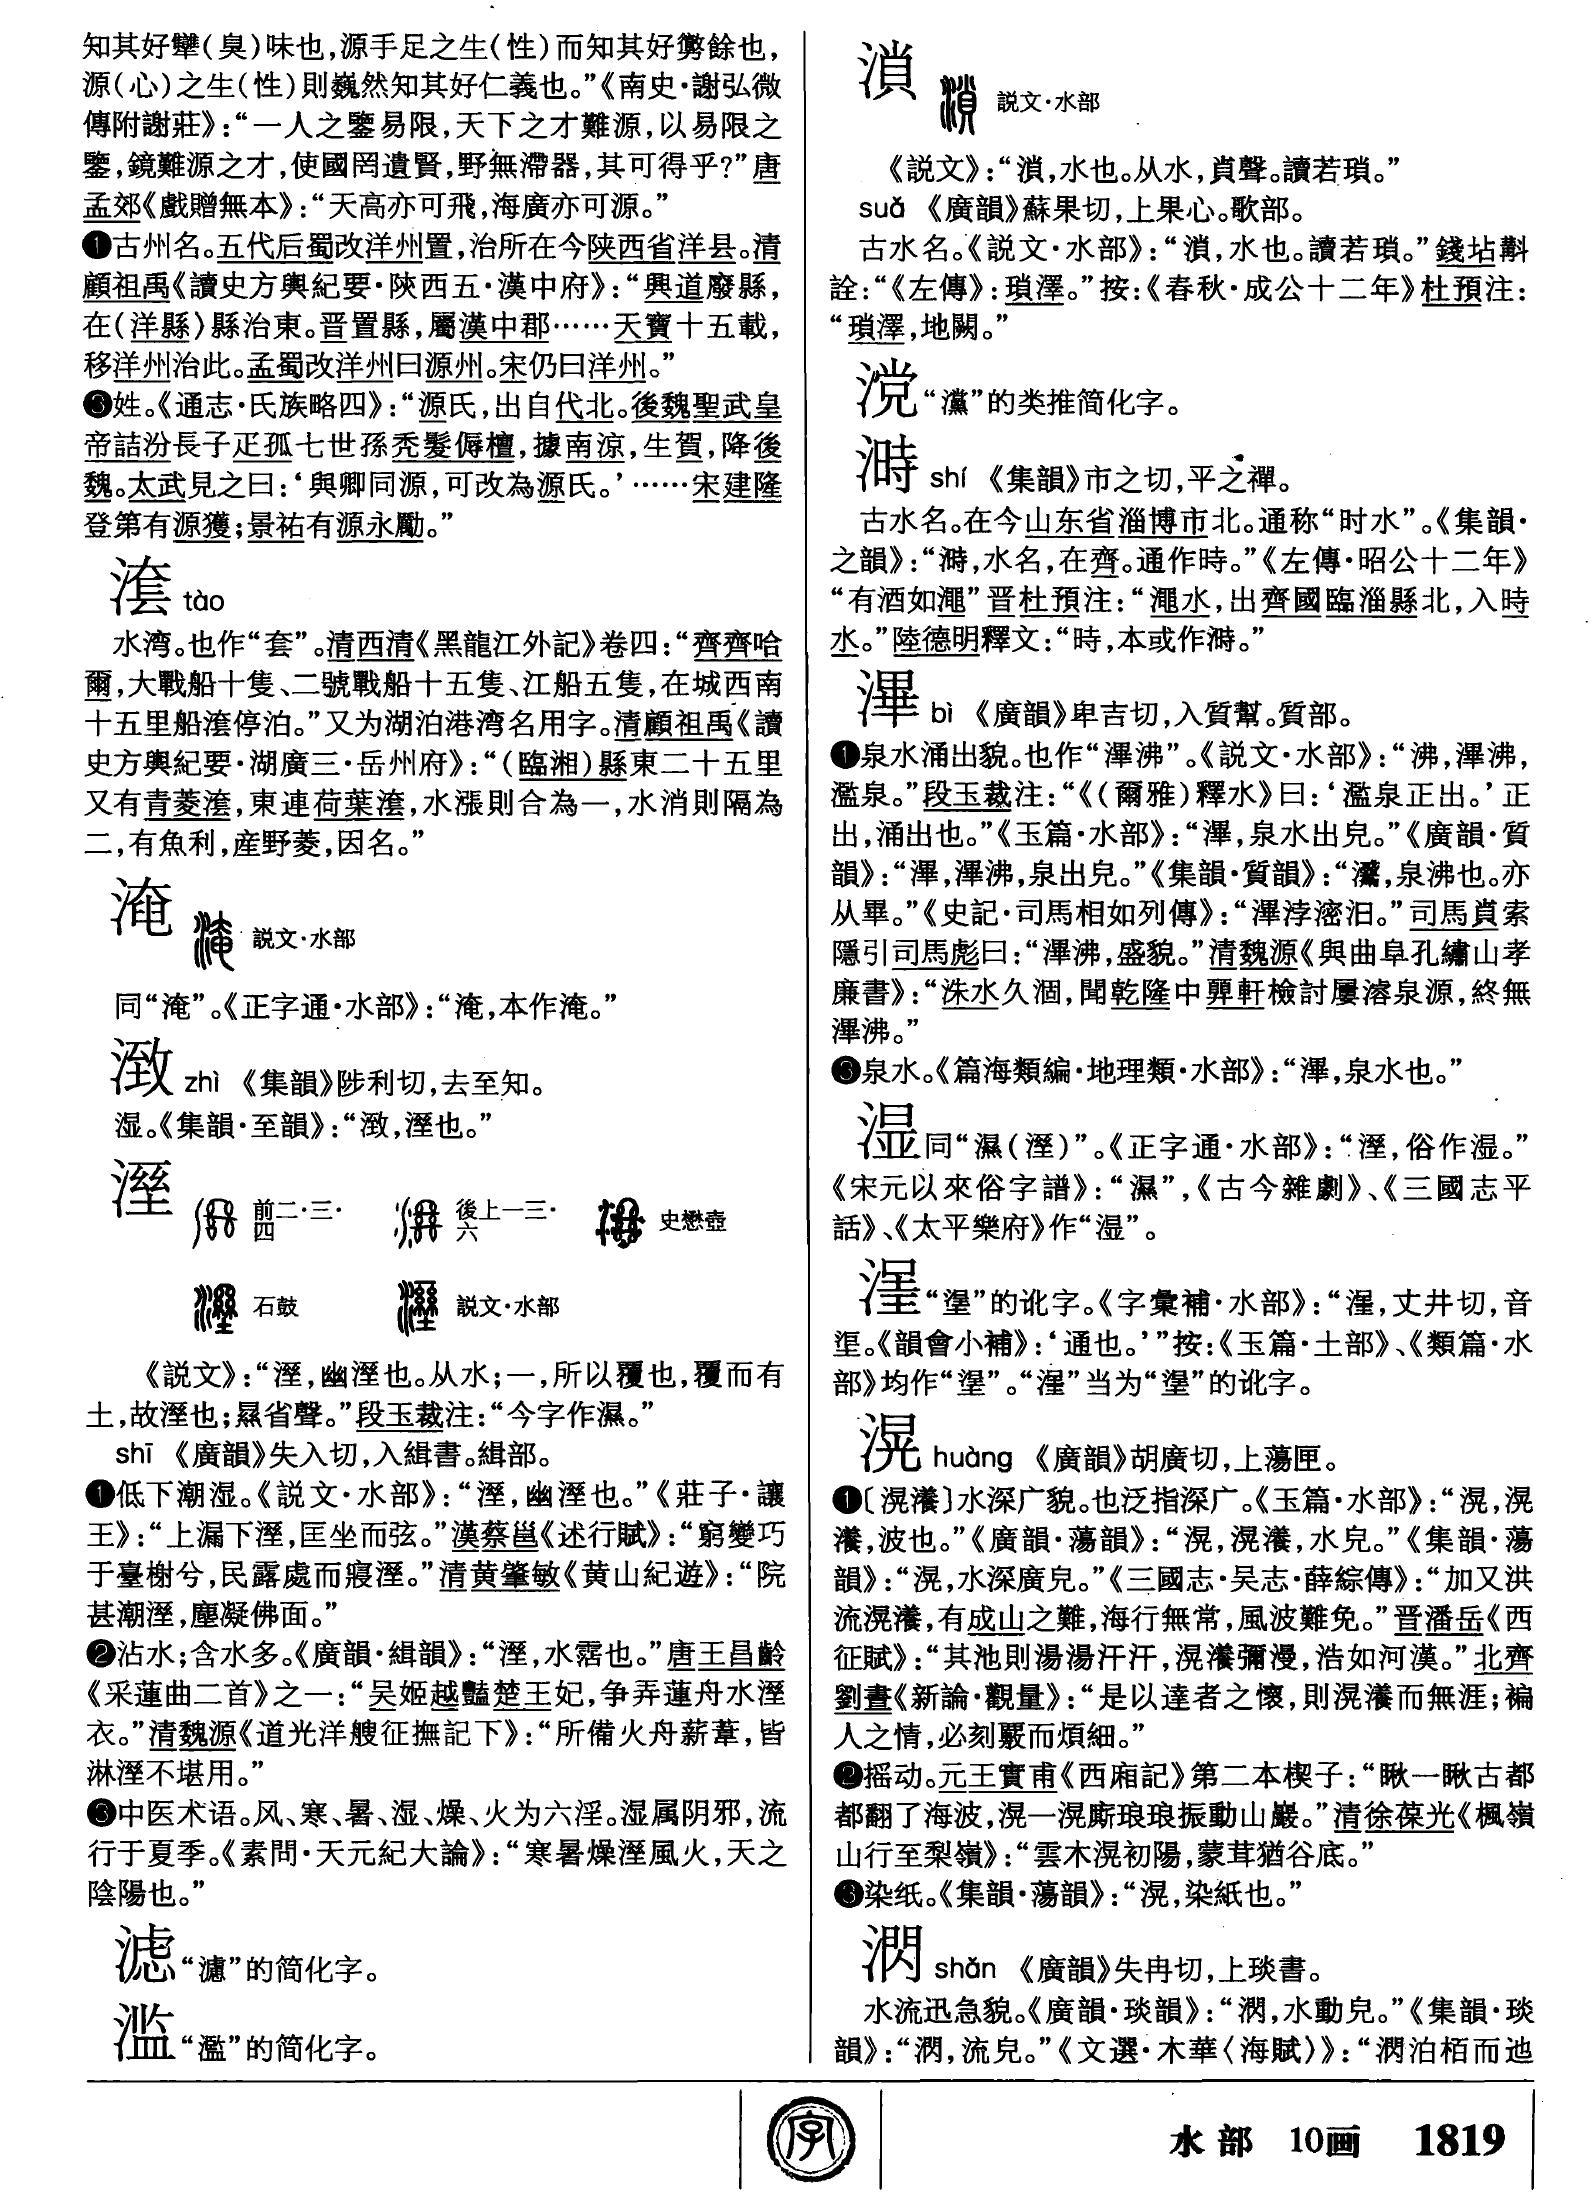 知其好犨(臭)味也,源手足之生(性)而知其好勶餘也,
源(心)之生(性)則巍然知其好仁義也。”《南史·謝弘微
傳附謝莊》:“一人之鑒易限,天下之才難源,以易限之
鑒,鏡難源之才,使國罔遺賢,野無滯器,其可得乎?”唐
孟郊《戲贈無本》:“天高亦可飛,海廣亦可源。”
❶古州名。五代后蜀改洋州置,治所在今陕西省洋县。清
顧祖禹《讀史方輿紀要·陝西五·漢中府》:“興道廢縣,
在(洋縣)縣治東。晋置縣,屬漢中郡……天寶十五載,
移洋州治此。孟蜀改洋州曰源州。宋仍曰洋州。”
❸姓。《通志·氏族略四》:“源氏,出自代北。後魏聖武皇
帝詰汾長子疋孤七世孫秃髮傉檀,據南涼,生賀,降後
魏。太武見之曰:‘與卿同源,可改為源氏。’……宋建隆
登第有源獲;景祐有源永勵。”
㴞 tào
水湾。也作“套”。清西清《黑龍江外記》卷四:“齊齊哈
爾,大戰船十隻、二號戰船十五隻、江船五隻,在城西南
十五里船㴞停泊。”又为湖泊港湾名用字。清顧祖禹《讀
史方輿紀要·湖廣三·岳州府》:“(臨湘)縣東二十五里
又有青菱㴞,東連荷葉㴞,水漲則合為一,水消則隔為
二,有魚利,産野菱,因名。”
説文·水部
同“淹”。《正字通·水部》:“淹,本作淹。”
㴛 zhì 《集韻》陟利切,去至知。
湿。《集韻·至韻》:“㴛,溼也。”
溼 前二·三·四 後上一三·六 史懋壺
石鼓 説文·水部
《説文》:“溼,幽溼也。从水;一,所以覆也,覆而有
土,故溼也;㬎省聲。”段玉裁注:“今字作濕。”
shī 《廣韻》失入切,入緝書。緝部。
❶低下潮湿。《説文·水部》:“溼,幽溼也。”《莊子·讓
王》:“上漏下溼,匡坐而弦。”漢蔡邕《述行賦》:“窮變巧
于臺榭兮,民露處而寢溼。”清黄肇敏《黄山紀遊》:“院
甚潮溼,塵凝佛面。”
❷沾水;含水多。《廣韻·緝韻》:“溼,水霑也。”唐王昌齡
《采蓮曲二首》之一:“吴姬越豔楚王妃,争弄蓮舟水溼
衣。”清魏源《道光洋艘征撫記下》:“所備火舟薪葦,皆
淋溼不堪用。”
❸中医术语。风、寒、暑、湿、燥、火为六淫。湿属阴邪,流
行于夏季。《素問·天元紀大論》:“寒暑燥溼風火,天之
陰陽也。”
滤 “濾”的简化字。
滥 “濫”的简化字。
溑 説文·水部
《説文》:“溑,水也。从水,𧴪聲。讀若瑣。”
suǒ 《廣韻》蘇果切,上果心。歌部。
古水名。《説文·水部》:“溑,水也。讀若瑣。”錢坫斠
詮:“《左傳》:瑣澤。”按:《春秋·成公十二年》杜預注:
“瑣澤,地闕。”
𣸣 “灙”的类推简化字。
溡 shí 《集韻》市之切,平之禪。
古水名。在今山东省淄博市北。通称“时水”。《集韻·
之韻》:“溡,水名,在齊。通作時。”《左傳·昭公十二年》
“有酒如澠”晋杜預注:“澠水,出齊國臨淄縣北,入時
水。”陸德明釋文:“時,本或作溡。”
滭 bì 《廣韻》卑吉切,入質幫。質部。
❶泉水涌出貌。也作“滭沸”。《説文·水部》:“沸,滭沸,
濫泉。”段玉裁注:“《(爾雅)釋水》曰:‘濫泉正出。’正
出,涌出也。”《玉篇·水部》:“滭,泉水出皃。”《廣韻·質
韻》:“滭,滭沸,泉出皃。”《集韻·質韻》:“,泉沸也。亦
从畢。”《史記·司馬相如列傳》:“滭浡滵汩。”司馬貞索
隱引司馬彪曰:“滭沸,盛貌。”清魏源《與曲阜孔繡山孝
廉書》:“洙水久涸,聞乾隆中㢲軒檢討屢濬泉源,終無
滭沸。”
❸泉水。《篇海類編·地理類·水部》:“滭,泉水也。”
湿 同“濕(溼)”。《正字通·水部》:“溼,俗作湿。”
《宋元以來俗字譜》:“濕”,《古今雜劇》、《三國志平
話》、《太平樂府》作“湿”。
“塣”的讹字。《字彙補·水部》:“,丈井切,音
𡉲。《韻會小補》:‘通也。’”按:《玉篇·土部》、《類篇·水
部》均作“塣”。“”当为“塣”的讹字。
滉 huàng 《廣韻》胡廣切,上蕩匣。
❶〔滉瀁〕水深广貌。也泛指深广。《玉篇·水部》:“滉,滉
瀁,波也。”《廣韻·蕩韻》:“滉,滉瀁,水皃。”《集韻·蕩
韻》:“滉,水深廣皃。”《三國志·吴志·薛綜傳》:“加又洪
流滉瀁,有成山之難,海行無常,風波難免。”晋潘岳《西
征賦》:“其池則湯湯汗汗,滉瀁彌漫,浩如河漢。”北齊
劉晝《新論·觀量》:“是以達者之懷,則滉瀁而無涯;褊
人之情,必刻覈而煩細。”
❷摇动。元王實甫《西廂記》第二本楔子:“瞅一瞅古都
都翻了海波,滉一滉廝琅琅振動山巖。”清徐葆光《楓嶺
山行至梨嶺》:“雲木滉初陽,蒙茸猶谷底。”
❸染纸。《集韻·蕩韻》:“滉,染紙也。”
㴸 shǎn 《廣韻》失冉切,上琰書。
水流迅急貌。《廣韻·琰韻》:“㴸,水動皃。”《集韻·琰
韻》:“㴸,流皃。”《文選·木華〈海賦〉》:“㴸泊栢而迆
字
水部 10画 1819